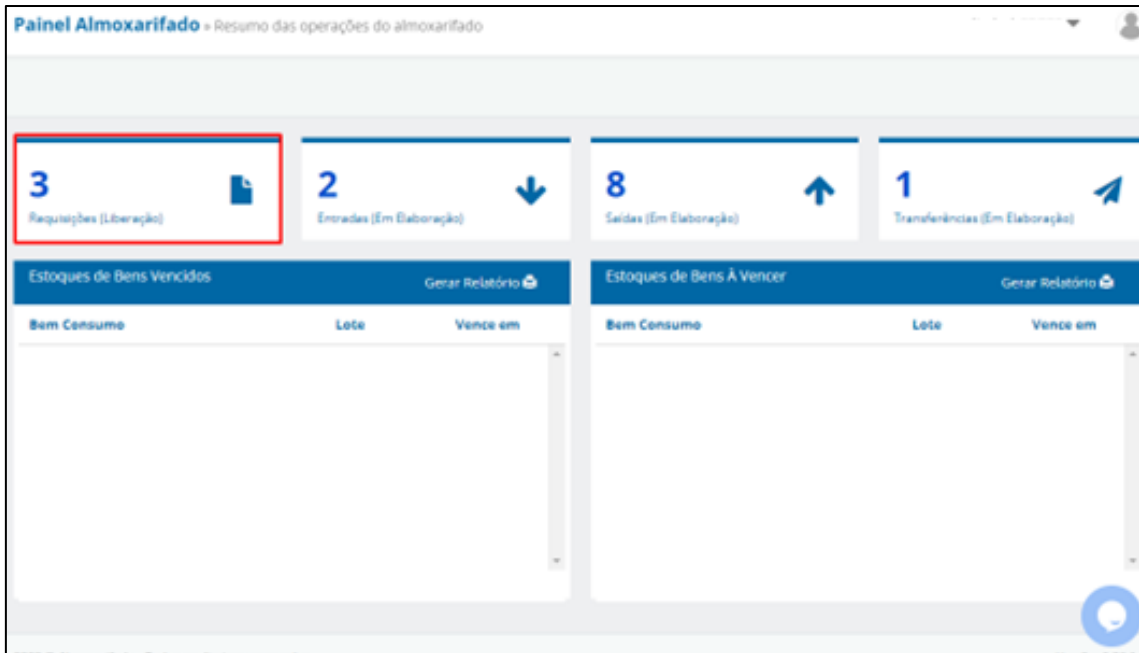 Painel Almoxarifado » Resumo das operações do almoxarifado
3
Requisições (Liberação)
2
Entradas (Em Elaboração)
8
Saídas (Em Elaboração)
1
Transferências (Em Elaboração)
Estoques de Bens Vencidos
Gerar Relatório
Bem Consumo Lote Vence em
Estoques de Bens À Vencer
Gerar Relatório
Bem Consumo Lote Vence em